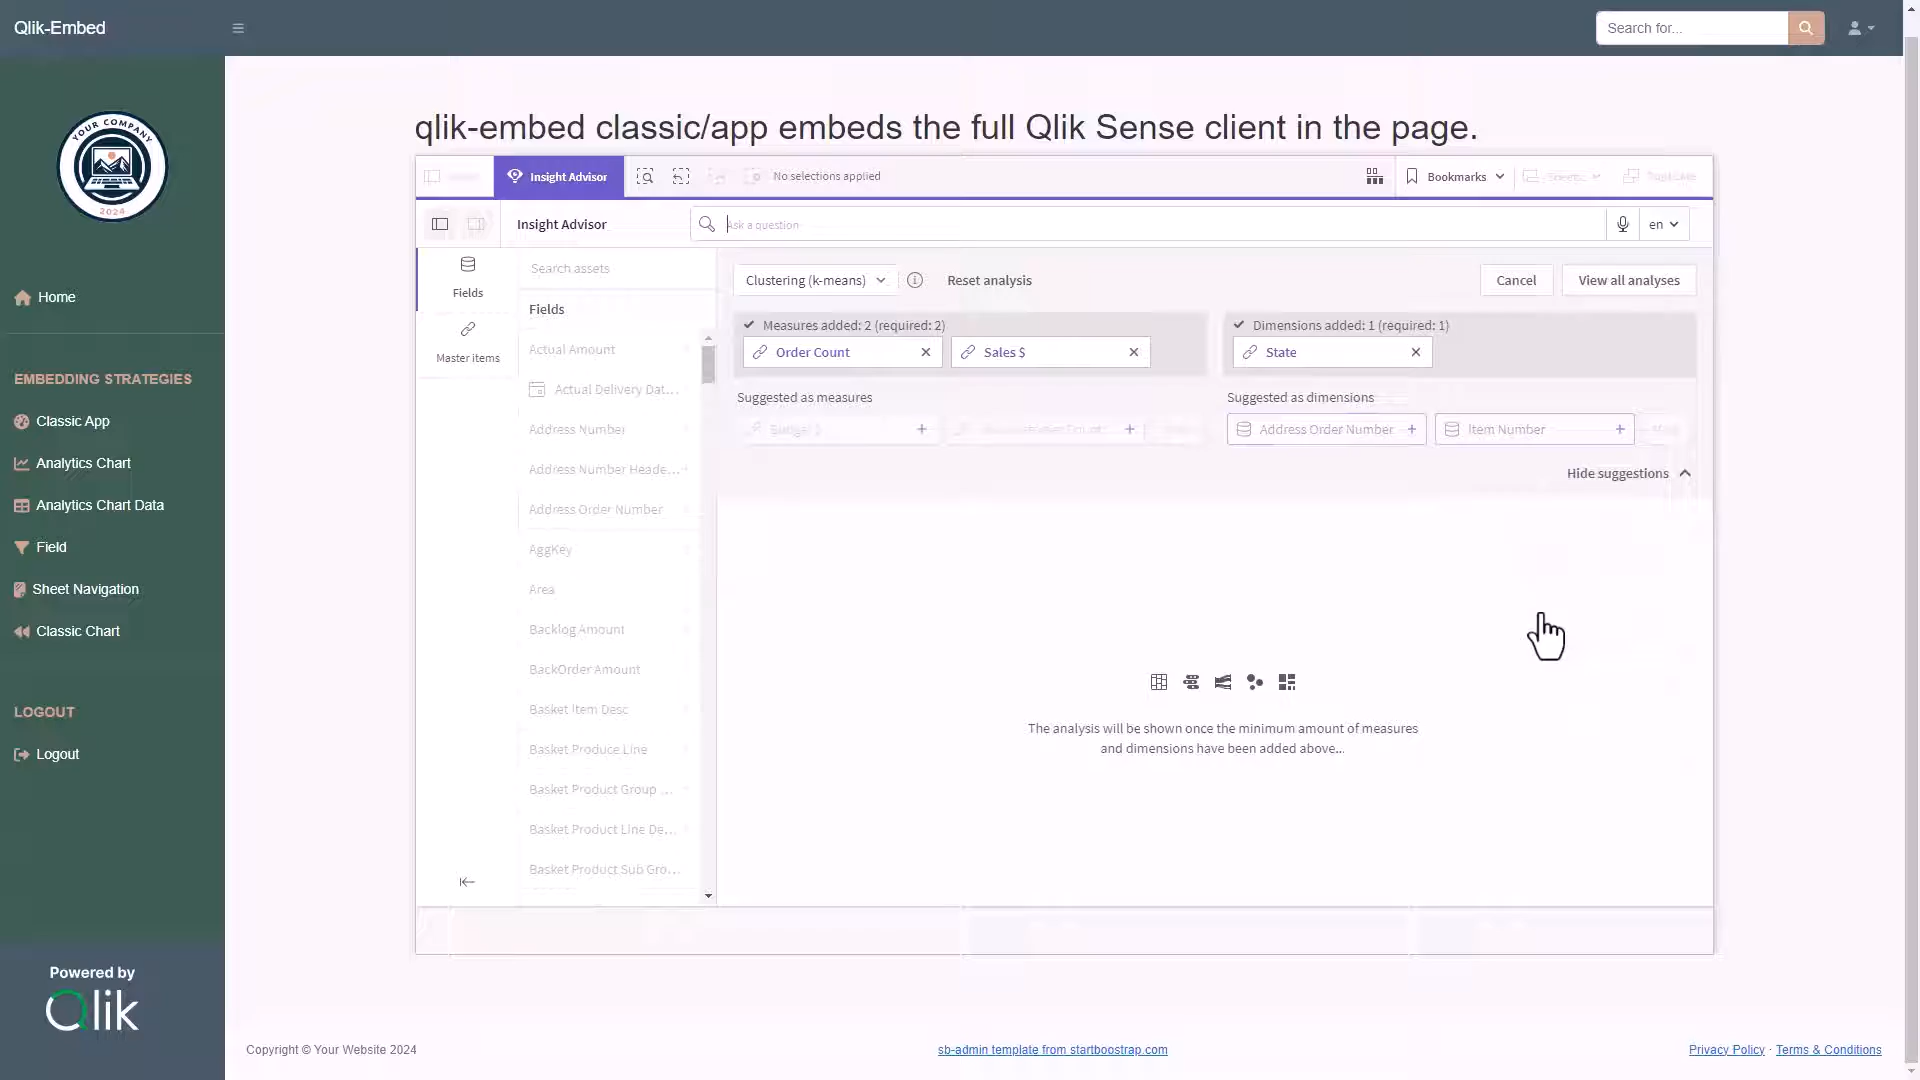 Qlik-Embed
Search for...
YOUR COMPANY
2024
Home
EMBEDDING STRATEGIES
Classic App
Analytics Chart
Analytics Chart Data
Field
Sheet Navigation
Classic Chart
LOGOUT
Logout
Powered by
Qlik
qlik-embed classic/app embeds the full Qlik Sense client in the page.
Insight Advisor
No selections applied
Bookmarks
Sheets
Insight Advisor
Ask a question
en
Fields
Master items
Search assets
Fields
Actual Amount
Actual Delivery Dat...
Address Number
Address Number Heade...
Address Order Number
AggKey
Area
Backlog Amount
BackOrder Amount
Basket Item Desc
Basket Produce Line
Basket Product Group ...
Basket Product Line De...
Basket Product Sub Gro...
Clustering (k-means)
Reset analysis
Cancel
View all analyses
Measures added: 2 (required: 2)
Order Count
Sales $
Dimensions added: 1 (required: 1)
State
Suggested as measures
Budget $
Suggested as dimensions
Address Order Number
Item Number
Hide suggestions
The analysis will be shown once the minimum amount of measures
and dimensions have been added above...
Copyright © Your Website 2024
sb-admin template from startboostrap.com
Privacy Policy · Terms & Conditions